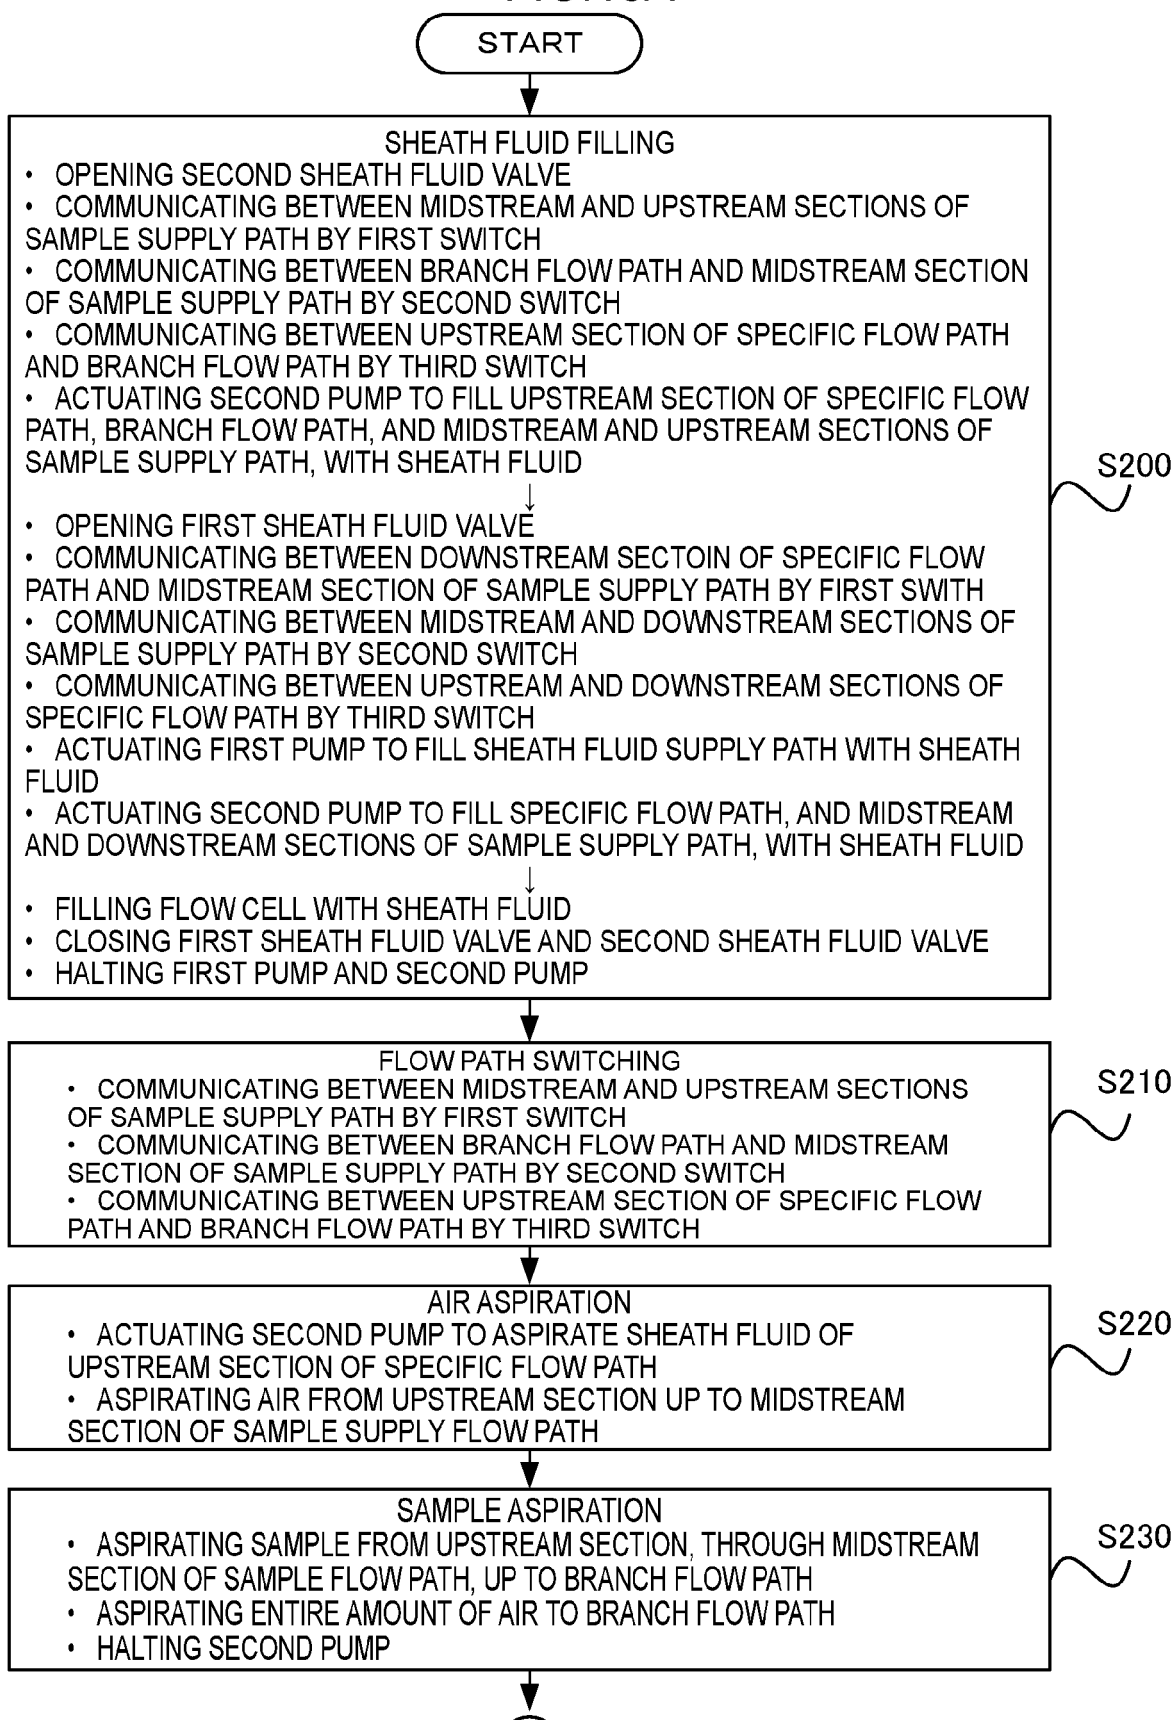 START
SHEATH FLUID FILLING
• OPENING SECOND SHEATH FLUID VALVE
• COMMUNICATING BETWEEN MIDSTREAM AND UPSTREAM SECTIONS OF
SAMPLE SUPPLY PATH BY FIRST SWITCH
• COMMUNICATING BETWEEN BRANCH FLOW PATH AND MIDSTREAM SECTION
OF SAMPLE SUPPLY PATH BY SECOND SWITCH
• COMMUNICATING BETWEEN UPSTREAM SECTION OF SPECIFIC FLOW PATH
AND BRANCH FLOW PATH BY THIRD SWITCH
• ACTUATING SECOND PUMP TO FILL UPSTREAM SECTION OF SPECIFIC FLOW
PATH, BRANCH FLOW PATH, AND MIDSTREAM AND UPSTREAM SECTIONS OF
SAMPLE SUPPLY PATH, WITH SHEATH FLUID
↓
• OPENING FIRST SHEATH FLUID VALVE
• COMMUNICATING BETWEEN DOWNSTREAM SECTOIN OF SPECIFIC FLOW
PATH AND MIDSTREAM SECTION OF SAMPLE SUPPLY PATH BY FIRST SWITH
• COMMUNICATING BETWEEN MIDSTREAM AND DOWNSTREAM SECTIONS OF
SAMPLE SUPPLY PATH BY SECOND SWITCH
• COMMUNICATING BETWEEN UPSTREAM AND DOWNSTREAM SECTIONS OF
SPECIFIC FLOW PATH BY THIRD SWITCH
• ACTUATING FIRST PUMP TO FILL SHEATH FLUID SUPPLY PATH WITH SHEATH
FLUID
• ACTUATING SECOND PUMP TO FILL SPECIFIC FLOW PATH, AND MIDSTREAM
AND DOWNSTREAM SECTIONS OF SAMPLE SUPPLY PATH, WITH SHEATH FLUID
↓
• FILLING FLOW CELL WITH SHEATH FLUID
• CLOSING FIRST SHEATH FLUID VALVE AND SECOND SHEATH FLUID VALVE
• HALTING FIRST PUMP AND SECOND PUMP
S200
FLOW PATH SWITCHING
• COMMUNICATING BETWEEN MIDSTREAM AND UPSTREAM SECTIONS
OF SAMPLE SUPPLY PATH BY FIRST SWITCH
• COMMUNICATING BETWEEN BRANCH FLOW PATH AND MIDSTREAM
SECTION OF SAMPLE SUPPLY PATH BY SECOND SWITCH
• COMMUNICATING BETWEEN UPSTREAM SECTION OF SPECIFIC FLOW
PATH AND BRANCH FLOW PATH BY THIRD SWITCH
S210
AIR ASPIRATION
• ACTUATING SECOND PUMP TO ASPIRATE SHEATH FLUID OF
UPSTREAM SECTION OF SPECIFIC FLOW PATH
• ASPIRATING AIR FROM UPSTREAM SECTION UP TO MIDSTREAM
SECTION OF SAMPLE SUPPLY FLOW PATH
S220
SAMPLE ASPIRATION
• ASPIRATING SAMPLE FROM UPSTREAM SECTION, THROUGH MIDSTREAM
SECTION OF SAMPLE FLOW PATH, UP TO BRANCH FLOW PATH
• ASPIRATING ENTIRE AMOUNT OF AIR TO BRANCH FLOW PATH
• HALTING SECOND PUMP
S230